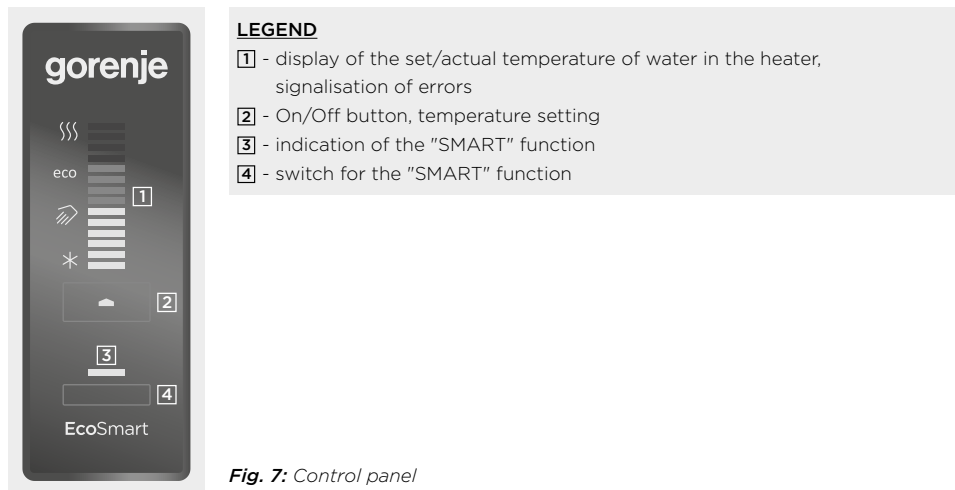 gorenje
eco
1
2
3
4
EcoSmart
LEGEND
1 - display of the set/actual temperature of water in the heater,
signalisation of errors
2 - On/Off button, temperature setting
3 - indication of the "SMART" function
4 - switch for the "SMART" function
Fig. 7: Control panel